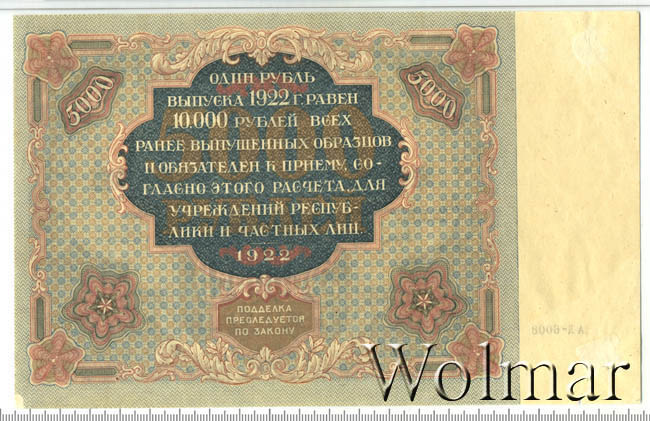 5000
5000
ОДИН РУБЛЬ
ВЫПУСКА 1922 Г. РАВЕН
10.000 РУБЛЕЙ ВСЕХ
РАНЕЕ ВЫПУЩЕННЫХ ОБРАЗЦОВ
И ОБЯЗАТЕЛЕН К ПРИЕМУ, СО-
ГЛАСНО ЭТОГО РАСЧЕТА, ДЛЯ
УЧРЕЖДЕНИЙ РЕСПУБ-
ЛИКИ И ЧАСТНЫХ ЛИЦ.
1922
ПОДДЕЛКА
ПРЕСЛЕДУЕТСЯ
ПО ЗАКОНУ
Wolmar